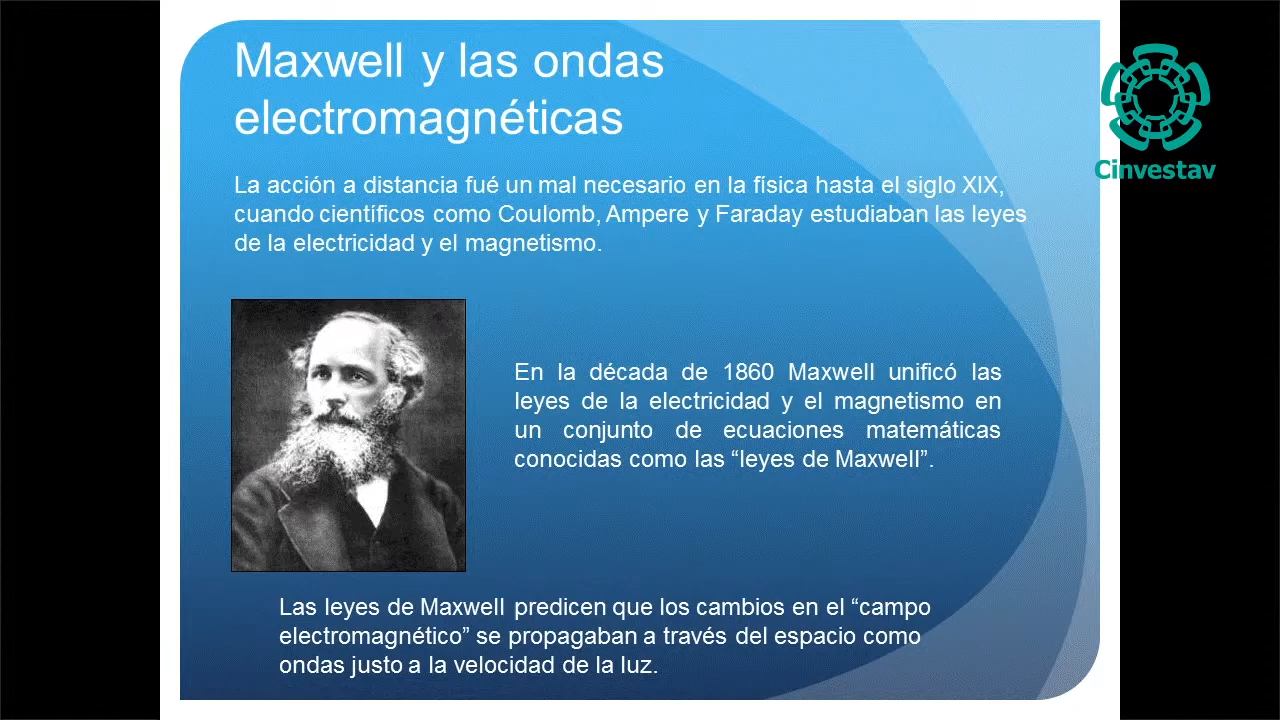 Maxwell y las ondas
electromagnéticas
Cinvestav
La acción a distancia fué un mal necesario en la física hasta el siglo XIX,
cuando científicos como Coulomb, Ampere y Faraday estudiaban las leyes
de la electricidad y el magnetismo.
En la década de 1860 Maxwell unificó las
leyes de la electricidad y el magnetismo en
un conjunto de ecuaciones matemáticas
conocidas como las “leyes de Maxwell”.
Las leyes de Maxwell predicen que los cambios en el “campo
electromagnético” se propagaban a través del espacio como
ondas justo a la velocidad de la luz.